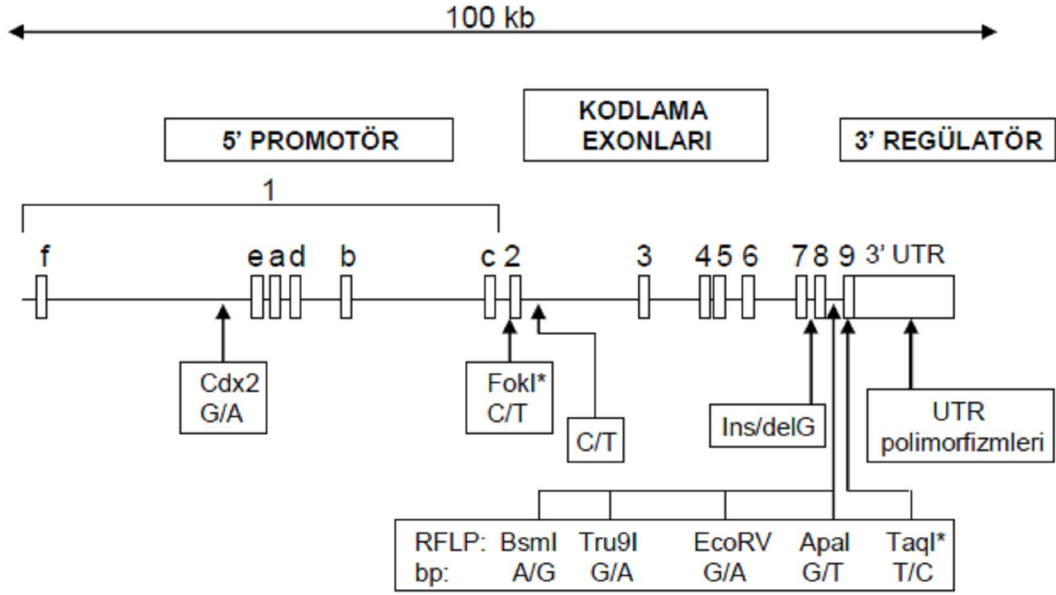 100 kb
5’ PROMOTÖR
KODLAMA
EXONLARI
3’ REGÜLATÖR
1
f e a d b c 2 3 4 5 6 7 8 9 3’ UTR
Cdx2
G/A
FokI*
C/T
C/T
Ins/delG
UTR
polimorfizmleri
RFLP: BsmI Tru9I EcoRV ApaI TaqI*
bp: A/G G/A G/A G/T T/C